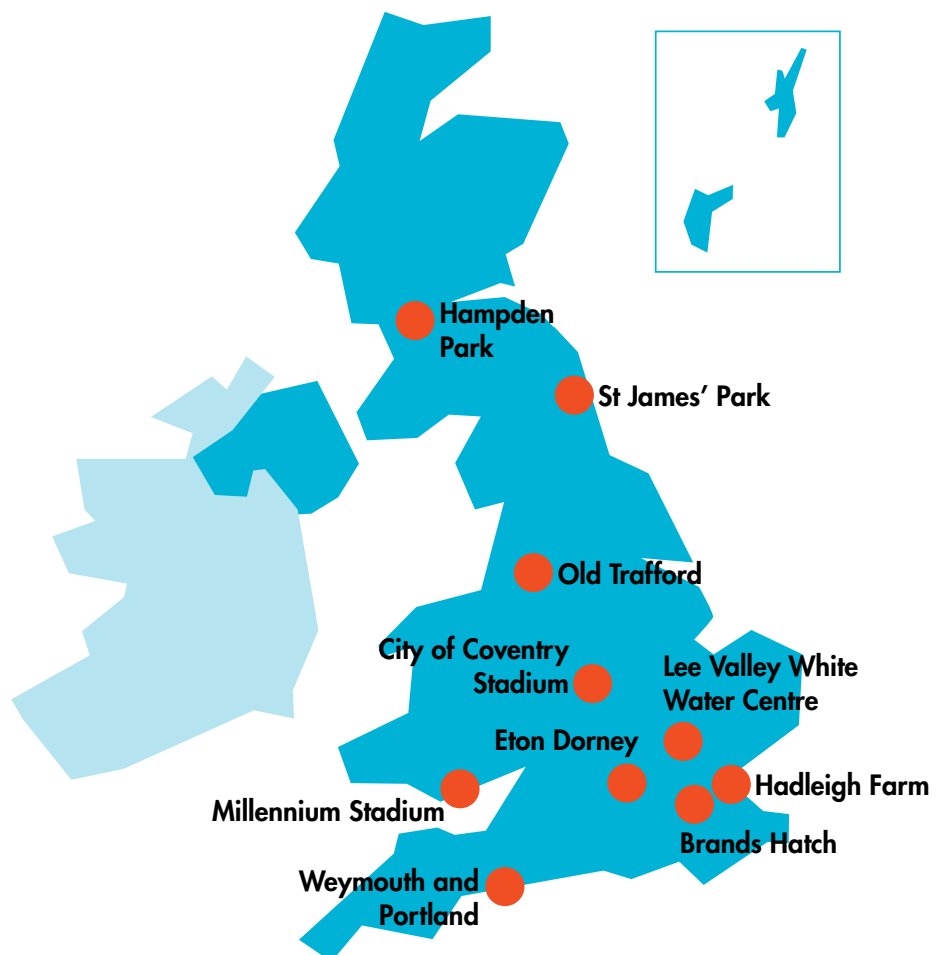 Hampden
Park
St James’ Park
Old Trafford
City of Coventry
Stadium
Lee Valley White
Water Centre
Eton Dorney
Hadleigh Farm
Millennium Stadium
Brands Hatch
Weymouth and
Portland